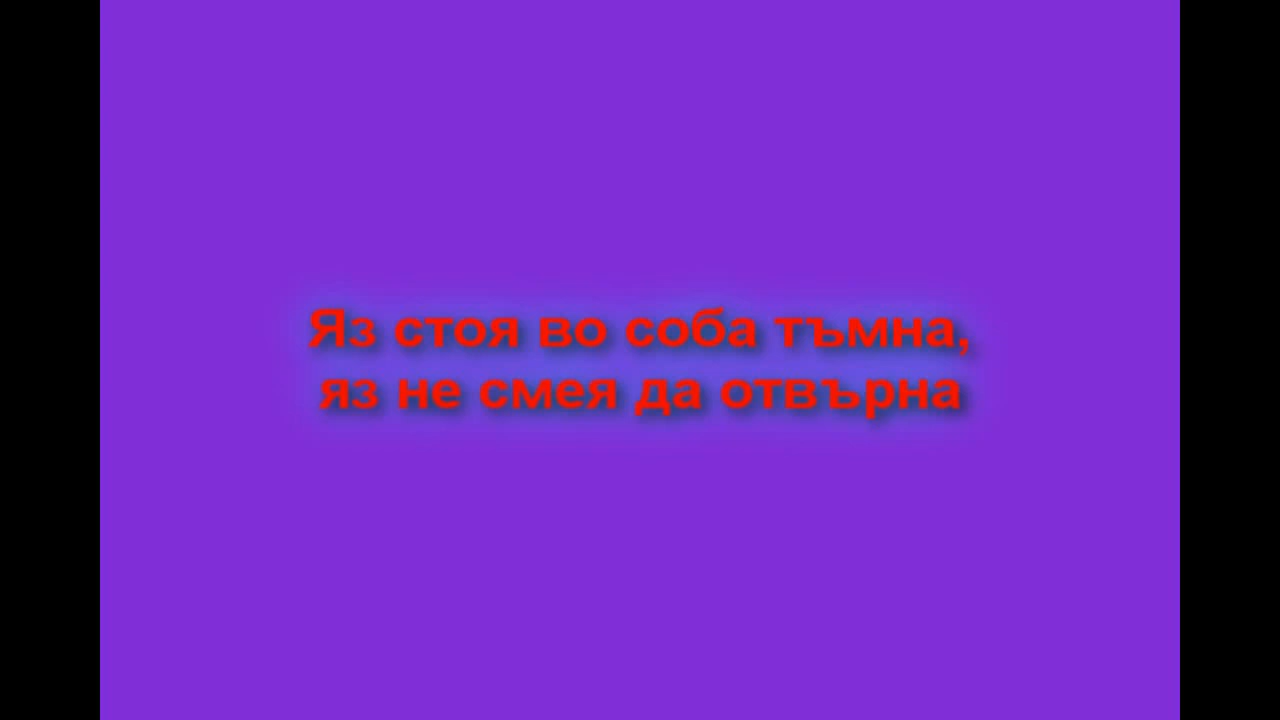 Яз стоя во соба тъмна,
яз не смея да отвърна